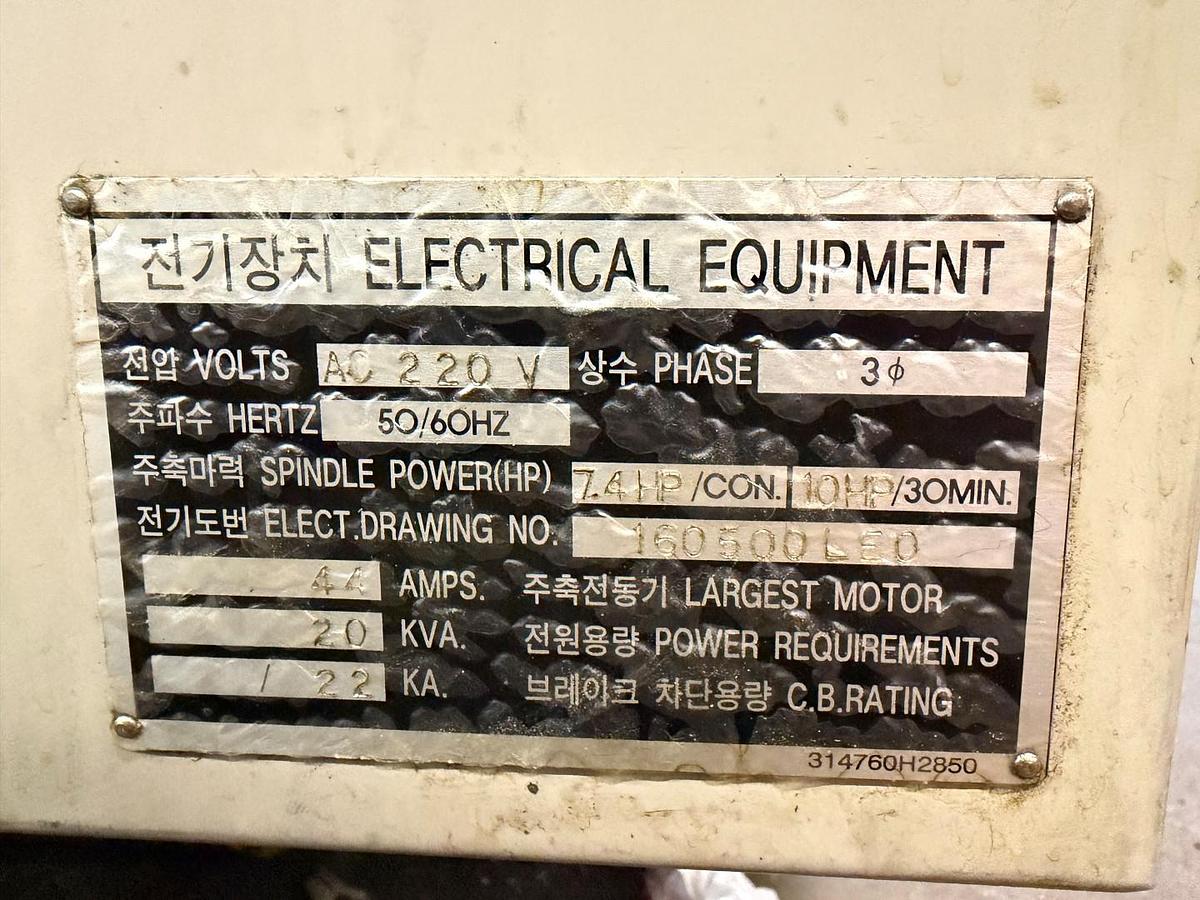 전기장치 ELECTRICAL EQUIPMENT
전압 VOLTS AC 220 V 상수 PHASE 3φ
주파수 HERTZ 50/60HZ
주축마력 SPINDLE POWER(HP) 7.4HP /CON. 10HP/30MIN.
전기도번 ELECT.DRAWING NO. 160500LE0
44 AMPS. 주축전동기 LARGEST MOTOR
20 KVA. 전원용량 POWER REQUIREMENTS
/ 22 KA. 브레이크 차단용량 C.B.RATING
314760H2850